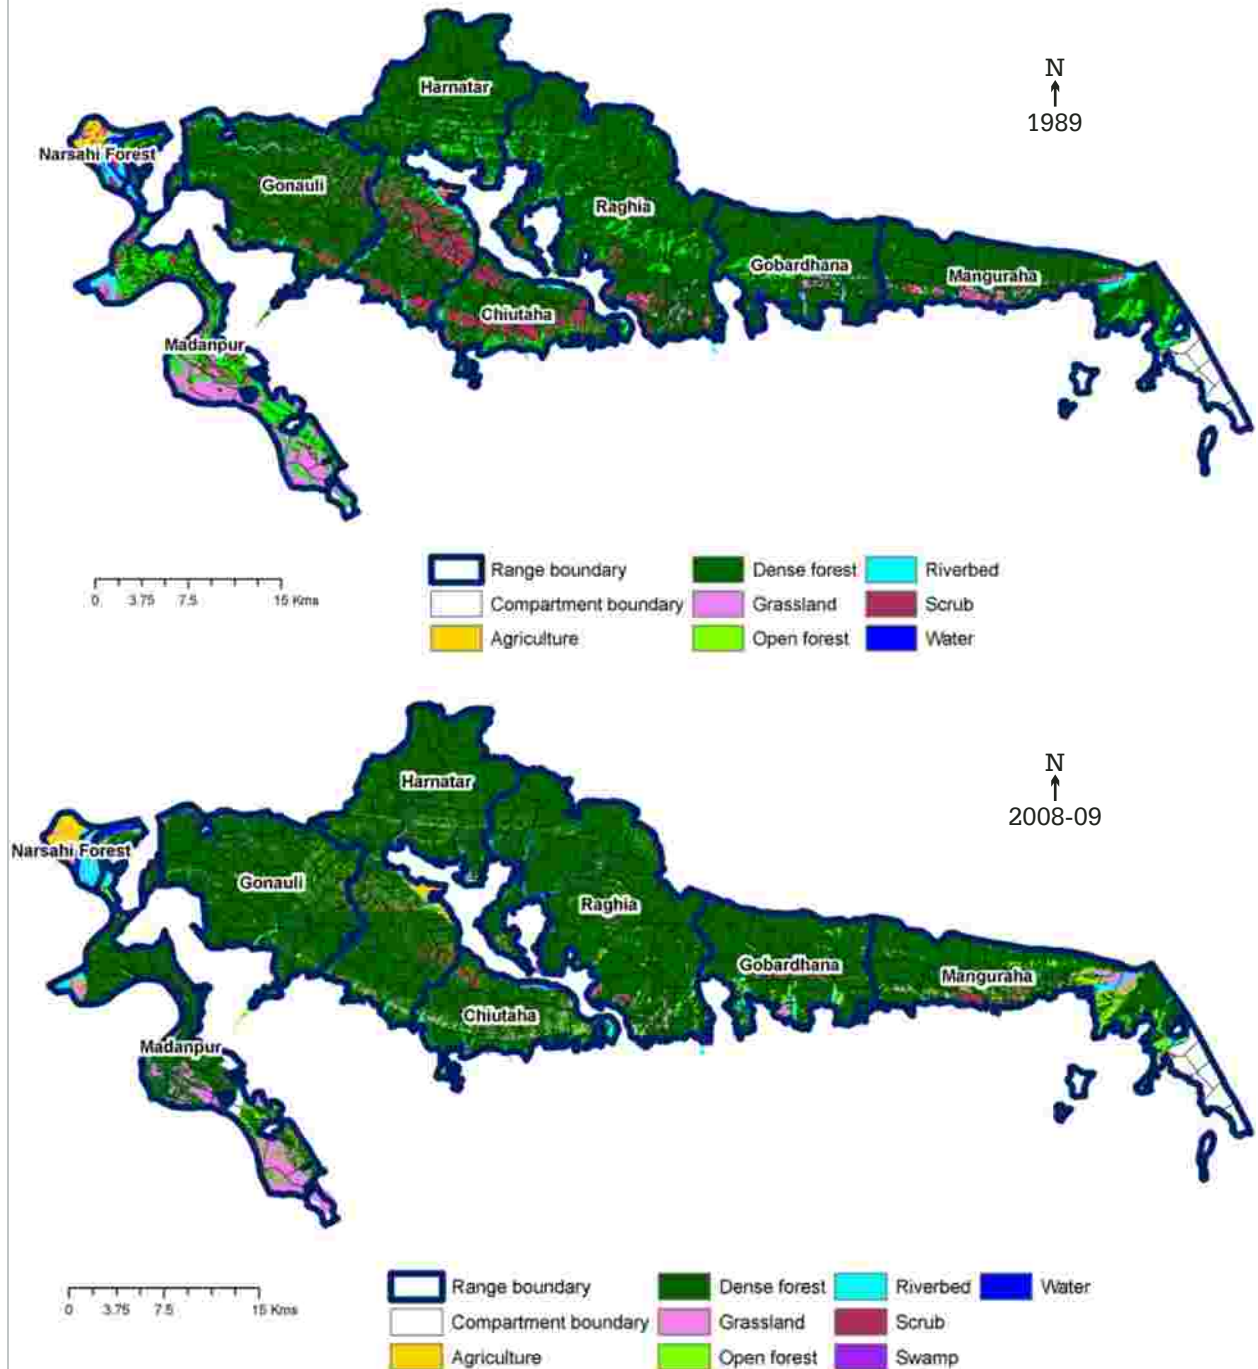 N
1989
Harnatar
Narsahi Forest
Gonauli
Raghia
Gobardhana
Manguraha
Chiutaha
Madanpur
0 3.75 7.5 15 Kms
Range boundary
Dense forest
Riverbed
Compartment boundary
Grassland
Scrub
Agriculture
Open forest
Water
N
2008-09
Harnatar
Narsahi Forest
Gonauli
Raghia
Gobardhana
Manguraha
Chiutaha
Madanpur
0 3.75 7.5 15 Kms
Range boundary
Dense forest
Riverbed
Water
Compartment boundary
Grassland
Scrub
Agriculture
Open forest
Swamp